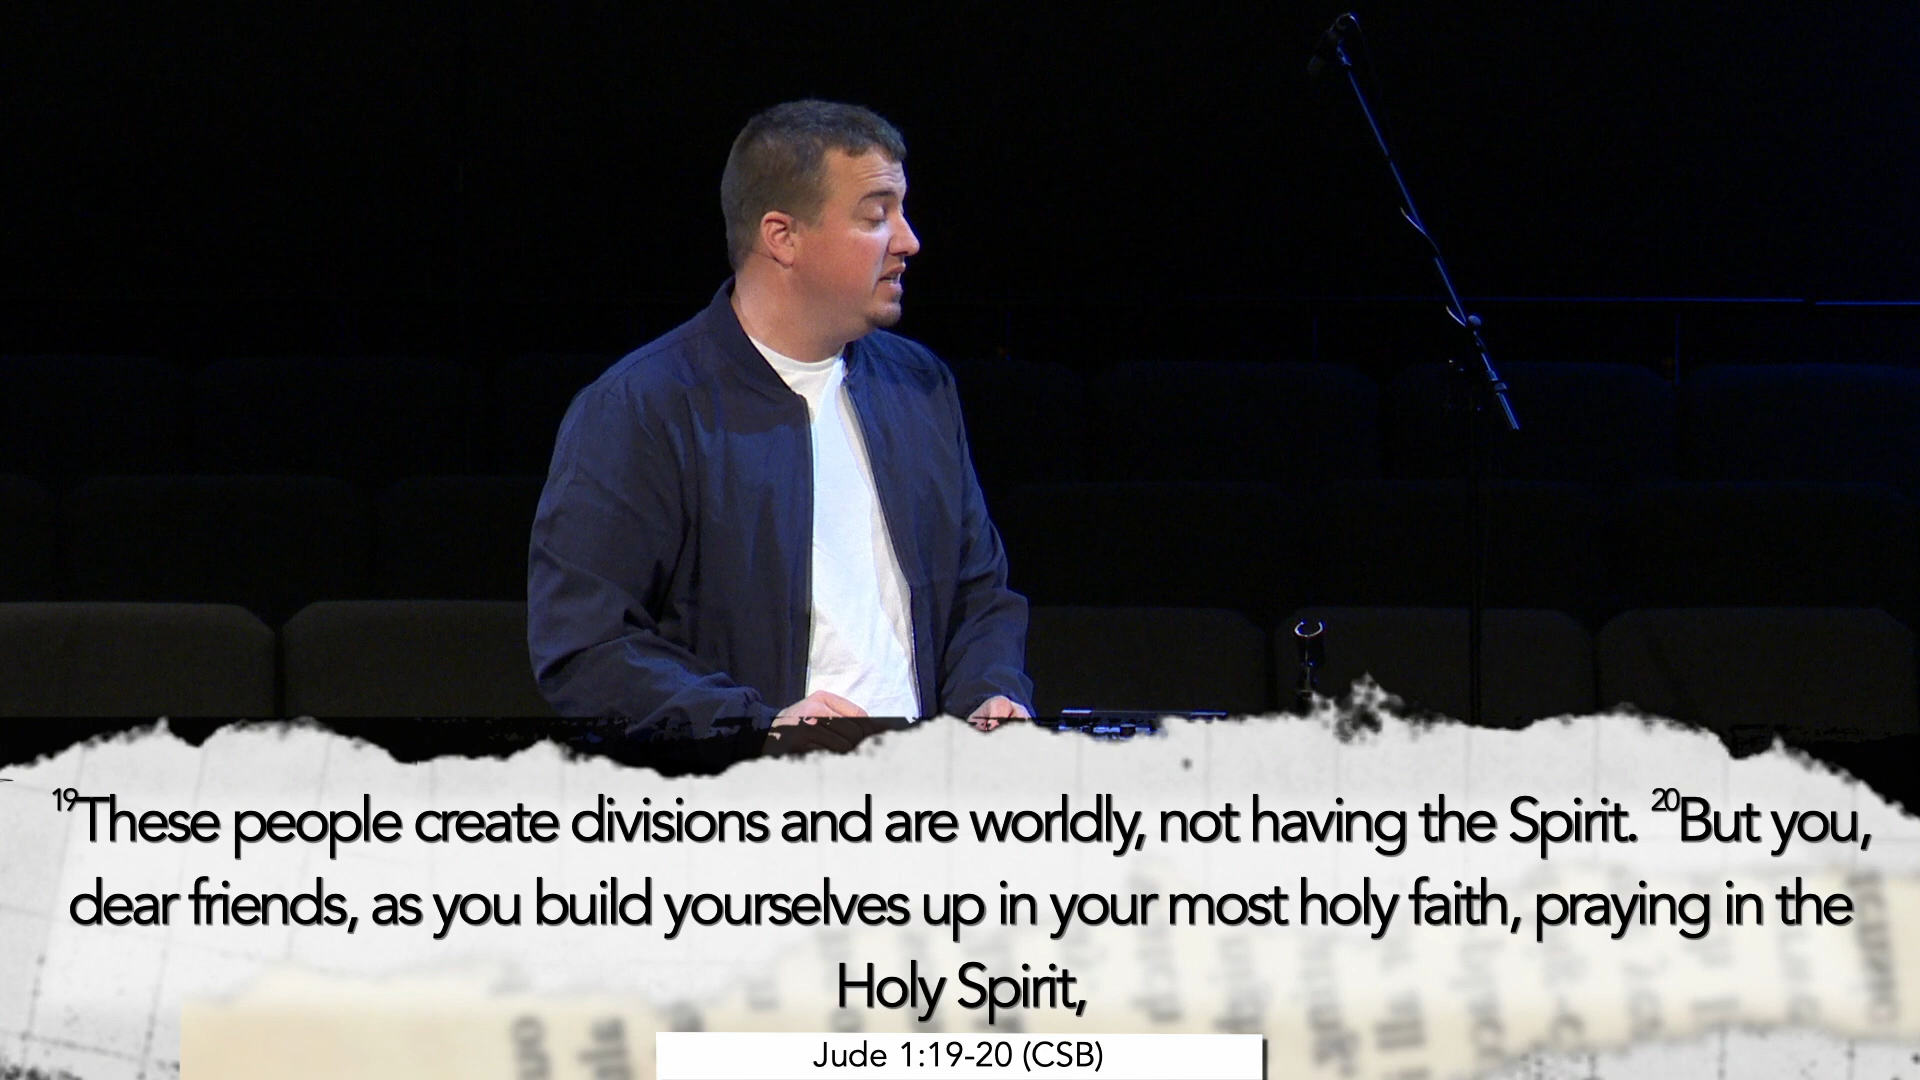 19These people create divisions and are worldly, not having the Spirit. 20But you,
dear friends, as you build yourselves up in your most holy faith, praying in the
Holy Spirit,
Jude 1:19-20 (CSB)